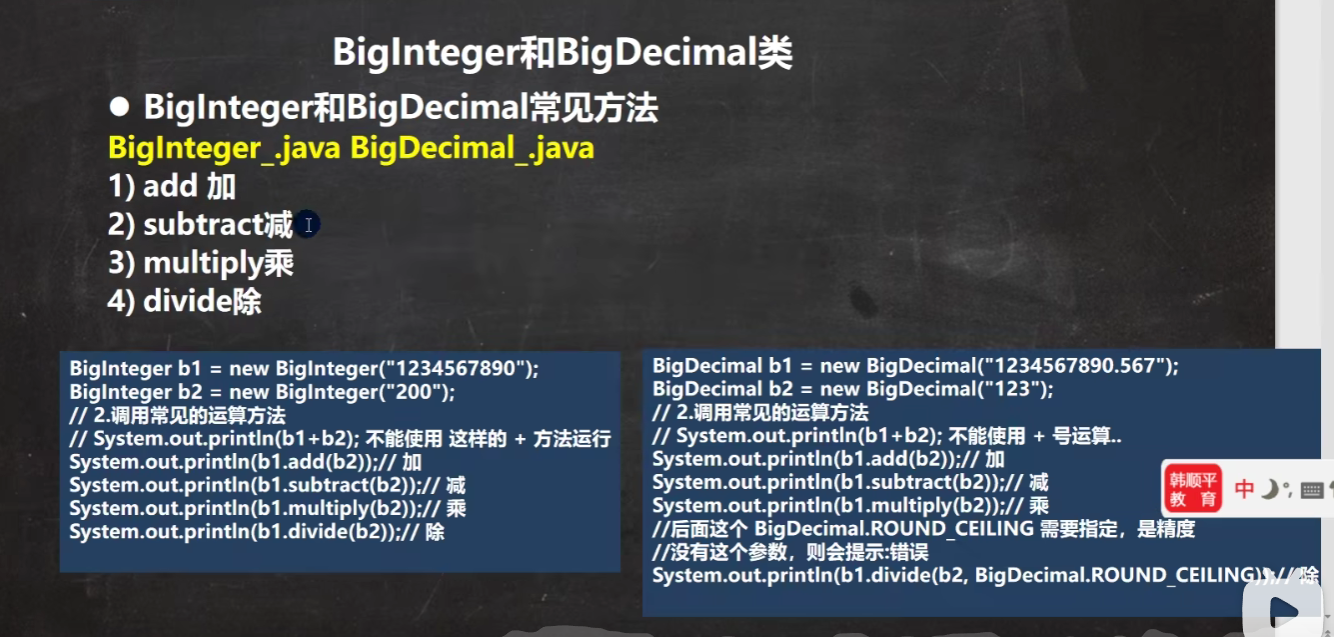 BigInteger和BigDecimal类
● BigInteger和BigDecimal常见方法
BigInteger_.java BigDecimal_.java
1) add 加
2) subtract减
3) multiply乘
4) divide除
BigInteger b1 = new BigInteger("1234567890");
BigInteger b2 = new BigInteger("200");
// 2.调用常见的运算方法
// System.out.println(b1+b2); 不能使用 这样的 + 方法运行
System.out.println(b1.add(b2));// 加
System.out.println(b1.subtract(b2));// 减
System.out.println(b1.multiply(b2));// 乘
System.out.println(b1.divide(b2));// 除
BigDecimal b1 = new BigDecimal("1234567890.567");
BigDecimal b2 = new BigDecimal("123");
// 2.调用常见的运算方法
// System.out.println(b1+b2); 不能使用 + 号运算..
System.out.println(b1.add(b2));// 加
System.out.println(b1.subtract(b2));// 减
System.out.println(b1.multiply(b2));// 乘
//后面这个 BigDecimal.ROUND_CEILING 需要指定，是精度
//没有这个参数，则会提示:错误
System.out.println(b1.divide(b2, BigDecimal.ROUND_CEILING));// 除
韩顺平
教 育
中